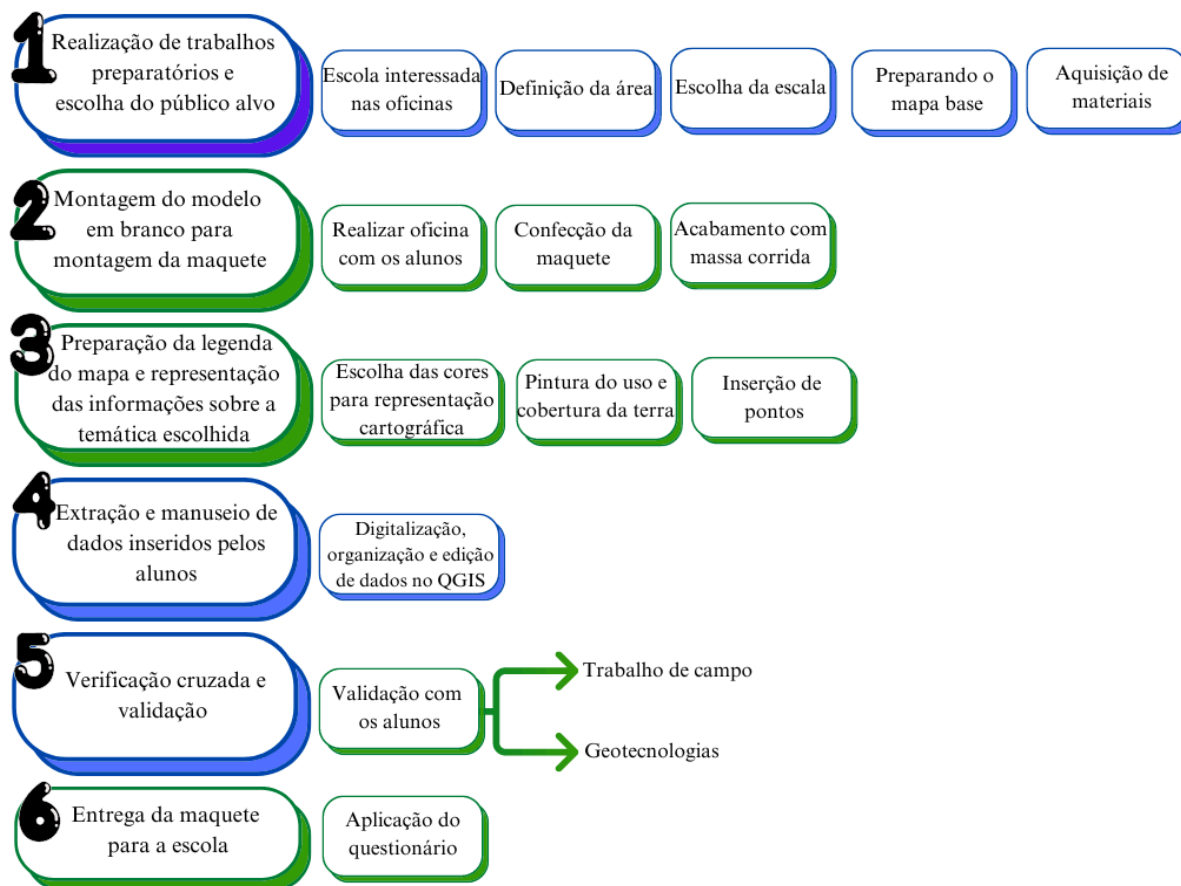 1
Realização de trabalhos
preparatórios e
escolha do público alvo
Escola interessada
nas oficinas
Definição da área
Escolha da escala
Preparando o
mapa base
Aquisição de
materiais
2
Montagem do modelo
em branco para
montagem da maquete
Realizar oficina
com os alunos
Confecção da
maquete
Acabamento com
massa corrida
3
Preparação da legenda
do mapa e representação
das informações sobre a
temática escolhida
Escolha das cores
para representação
cartográfica
Pintura do uso e
cobertura da terra
Inserção de
pontos
4
Extração e manuseio de
dados inseridos pelos
alunos
Digitalização,
organização e edição
de dados no QGIS
5
Verificação cruzada e
validação
Validação com
os alunos
Trabalho de campo
Geotecnologias
6
Entrega da maquete
para a escola
Aplicação do
questionário